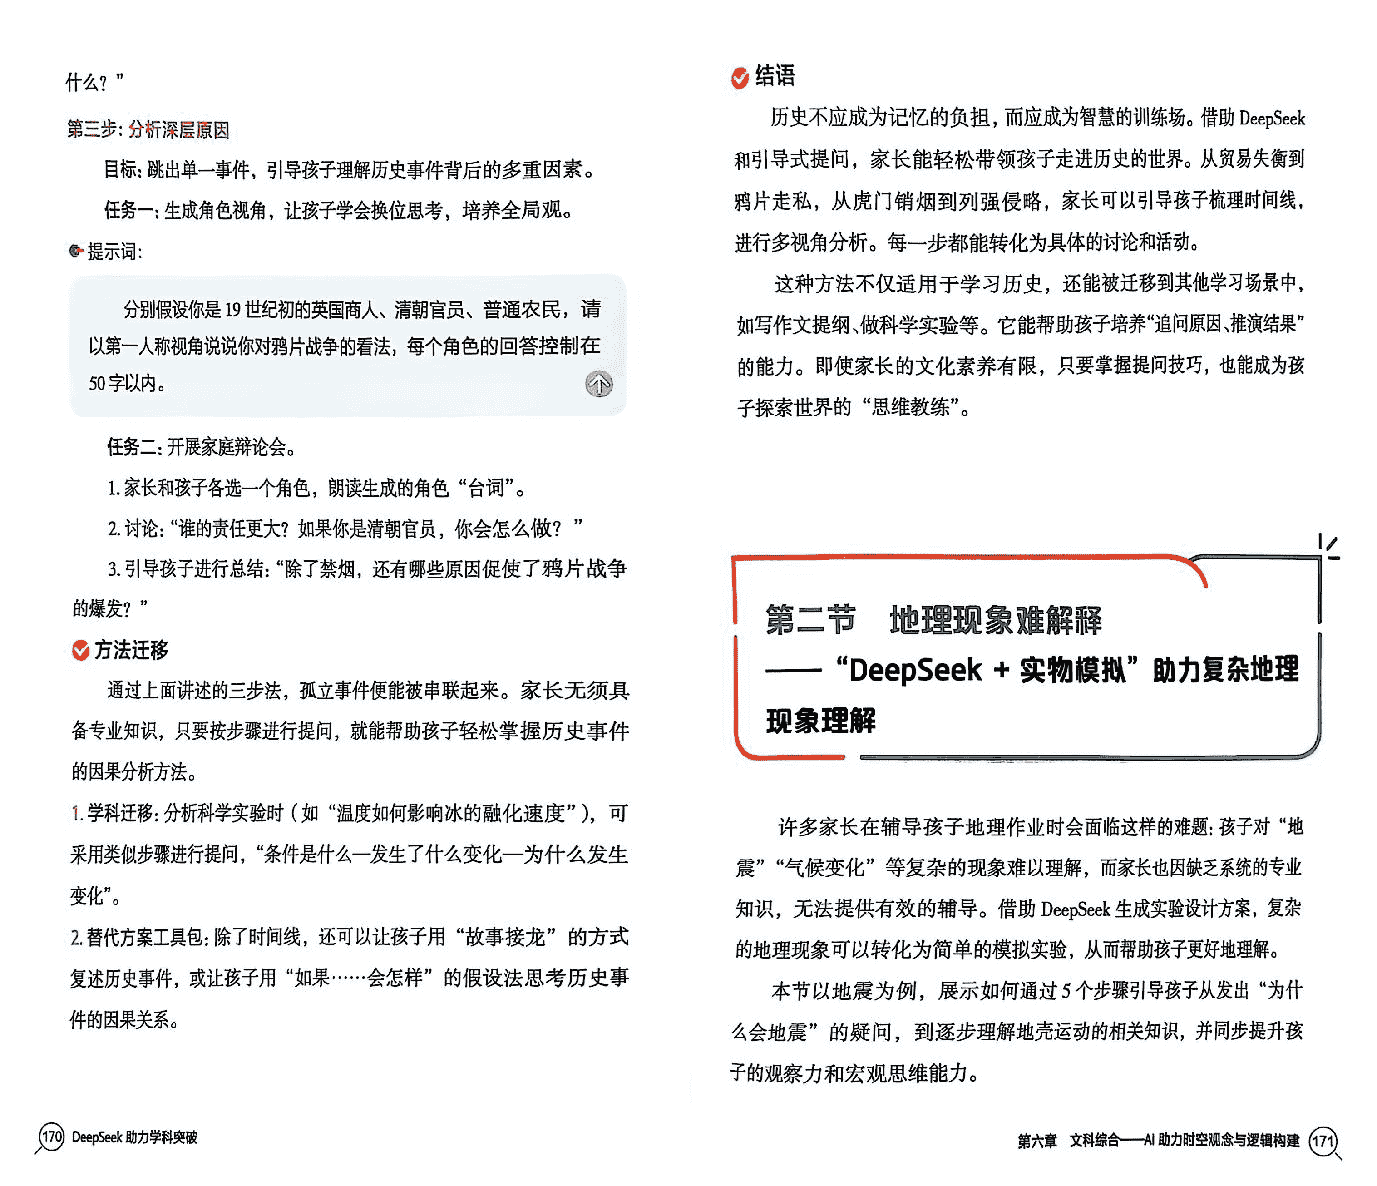 什么？”
第三步：分析深层原因
目标：跳出单一事件，引导孩子理解历史事件背后的多重因素。
任务一：生成角色视角，让孩子学会换位思考，培养全局观。
提示词：
分别假设你是 19 世纪初的英国商人、清朝官员、普通农民，请
以第一人称视角说说你对鸦片战争的看法，每个角色的回答控制在
50 字以内。
任务二：开展家庭辩论会。
1. 家长和孩子各选一个角色，朗读生成的角色“台词”。
2. 讨论：“谁的责任更大？如果你是清朝官员，你会怎么做？”
3. 引导孩子进行总结：“除了禁烟，还有哪些原因促使了鸦片战争
的爆发？”
方法迁移
通过上面讲述的三步法，孤立事件便能被串联起来。家长无须具
备专业知识，只要按步骤进行提问，就能帮助孩子轻松掌握历史事件
的因果分析方法。
1. 学科迁移：分析科学实验时（如“温度如何影响冰的融化速度”），可
采用类似步骤进行提问，“条件是什么—发生了什么变化—为什么发生
变化”。
2. 替代方案工具包：除了时间线，还可以让孩子用“故事接龙”的方式
复述历史事件，或让孩子用“如果……会怎样”的假设法思考历史事
件的因果关系。
170 DeepSeek 助力学科突破
结语
历史不应成为记忆的负担，而应成为智慧的训练场。借助 DeepSeek
和引导式提问，家长能轻松带领孩子走进历史的世界。从贸易失衡到
鸦片走私，从虎门销烟到列强侵略，家长可以引导孩子梳理时间线，
进行多视角分析。每一步都能转化为具体的讨论和活动。
这种方法不仅适用于学习历史，还能被迁移到其他学习场景中，
如写作文提纲、做科学实验等。它能帮助孩子培养“追问原因、推演结果”
的能力。即使家长的文化素养有限，只要掌握提问技巧，也能成为孩
子探索世界的“思维教练”。
第二节 地理现象难解释
——“DeepSeek + 实物模拟”助力复杂地理
现象理解
许多家长在辅导孩子地理作业时会面临这样的难题：孩子对“地
震”“气候变化”等复杂的现象难以理解，而家长也因缺乏系统的专业
知识，无法提供有效的辅导。借助 DeepSeek 生成实验设计方案，复杂
的地理现象可以转化为简单的模拟实验，从而帮助孩子更好地理解。
本节以地震为例，展示如何通过 5 个步骤引导孩子从发出“为什
么会地震”的疑问，到逐步理解地壳运动的相关知识，并同步提升孩
子的观察力和宏观思维能力。
第六章 文科综合——AI 助力时空观念与逻辑构建 171